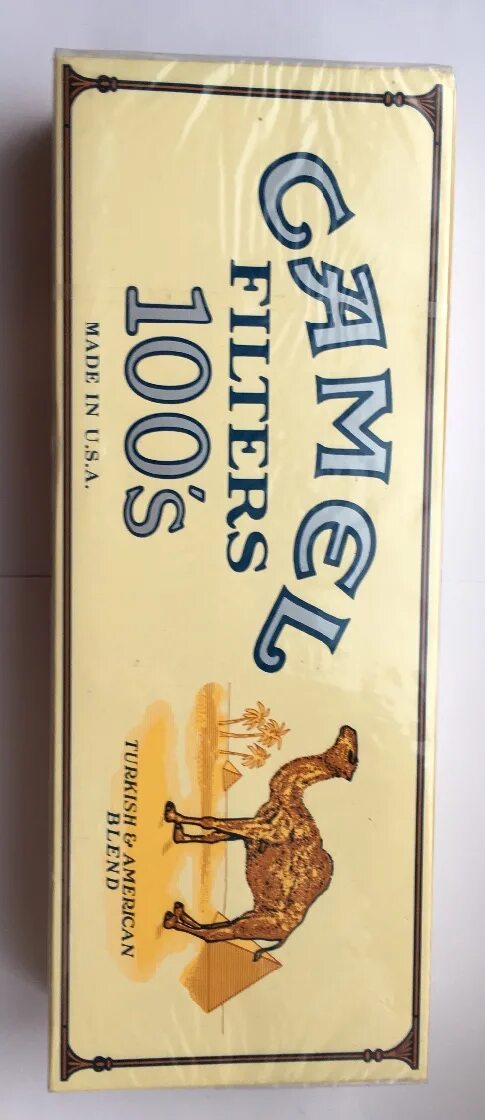 CAMEL
FILTERS
100's
MADE IN U.S.A.
TURKISH & AMERICAN
BLEND